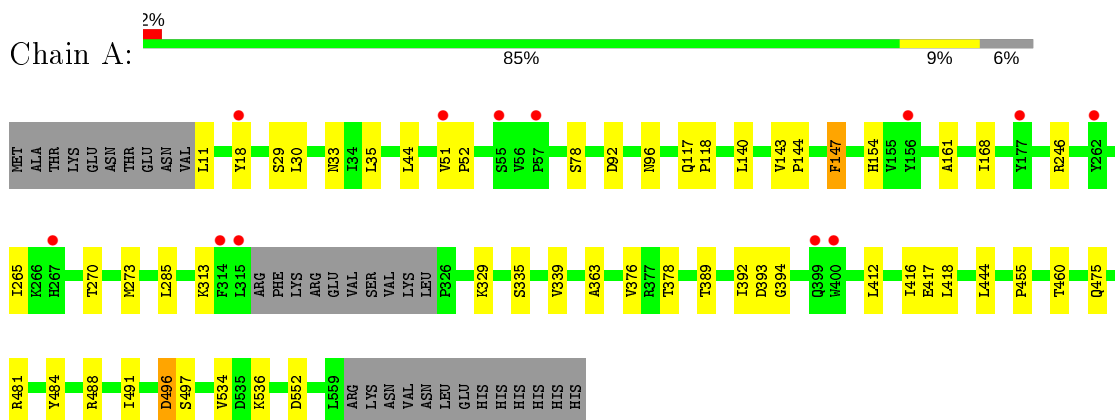 2%
Chain A:
85% 9% 6%
MET ALA THR LYS GLU ASN THR GLU ASN VAL L11 Y18 S29 L30 N33 I34 L35 L44 V51 P52 S55 V56 P57 S78 D92 N96 Q117 P118 L140 V143 P144 F147 H154 V155 Y156 A161 I168 Y177 R246 Y262
I265 K266 H267 T270 M273 L285 K313 F314 L315 ARG PHE LYS ARG GLU VAL SER VAL LYS LEU P326 K329 S335 V339 A363 V376 R377 T378 T389 I392 D393 G394 Q399 W400 L412 I416 E417 L418 L444 P455 T460 Q475
R481 Y484 R488 I491 D496 S497 V534 D535 K536 D552 L559 ARG LYS ASN VAL ASN LEU GLU HIS HIS HIS HIS HIS HIS